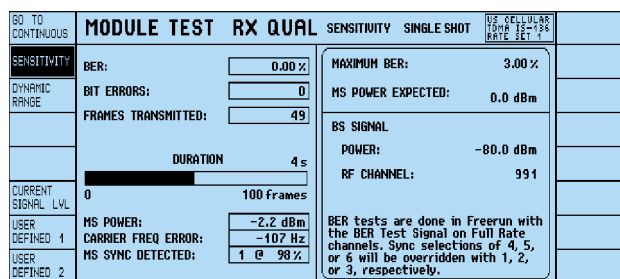 GO TO
CONTINUOUS
MODULE TEST RX QUAL SENSITIVITY SINGLE SHOT
US CELLULAR
TDMA IS-136
RATE SET 1
SENSITIVITY
DYNAMIC
RANGE
CURRENT
SIGNAL LVL
USER
DEFINED 1
USER
DEFINED 2
BER: 0.00 %
BIT ERRORS: 0
FRAMES TRANSMITTED: 49
DURATION 4 s
0 100 frames
MS POWER: -2.2 dBm
CARRIER FREQ ERROR: -107 Hz
MS SYNC DETECTED: 1 @ 98 %
MAXIMUM BER: 3.00 %
MS POWER EXPECTED: 0.0 dBm
BS SIGNAL
POWER: -80.0 dBm
RF CHANNEL: 991
BER tests are done in Freerun with
the BER Test Signal on Full Rate
channels. Sync selections of 4, 5,
or 6 will be overridden with 1, 2,
or 3, respectively.